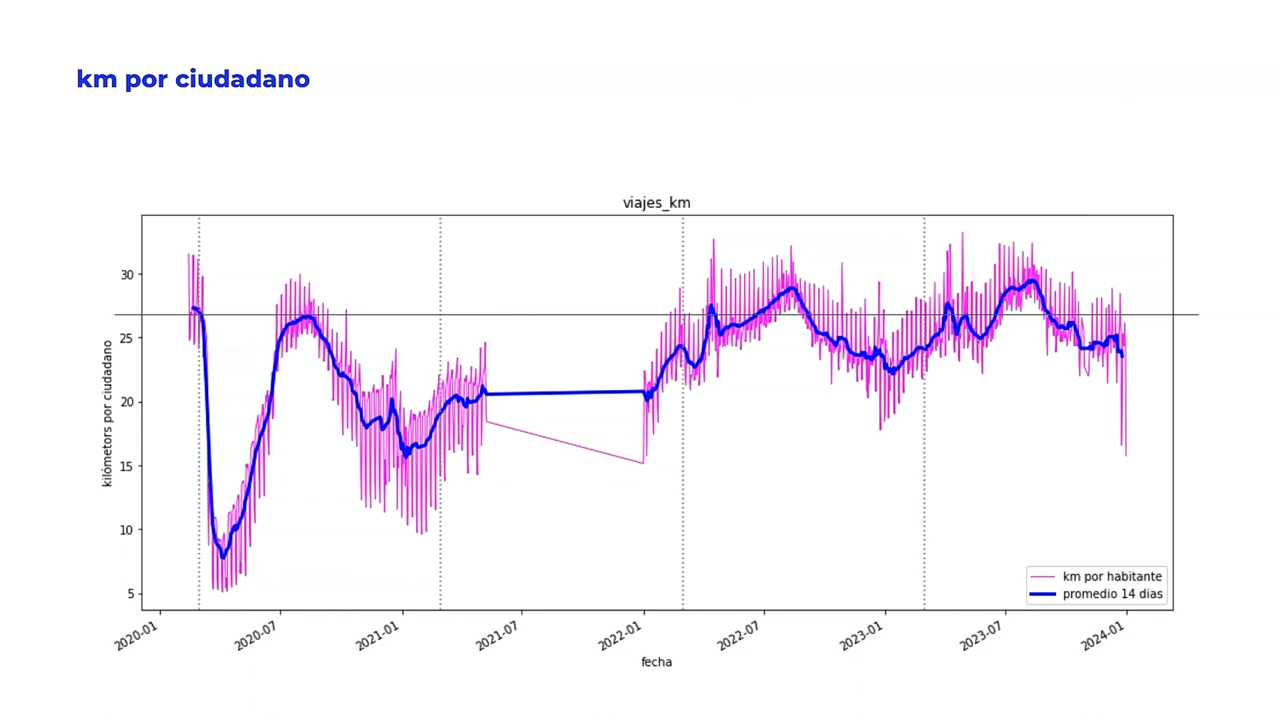 km por ciudadano
viajes_km
30
25
20
15
10
5
kilómetors por ciudadano
km por habitante
promedio 14 dias
2020-01
2020-07
2021-01
2021-07
2022-01
2022-07
2023-01
2023-07
2024-01
fecha